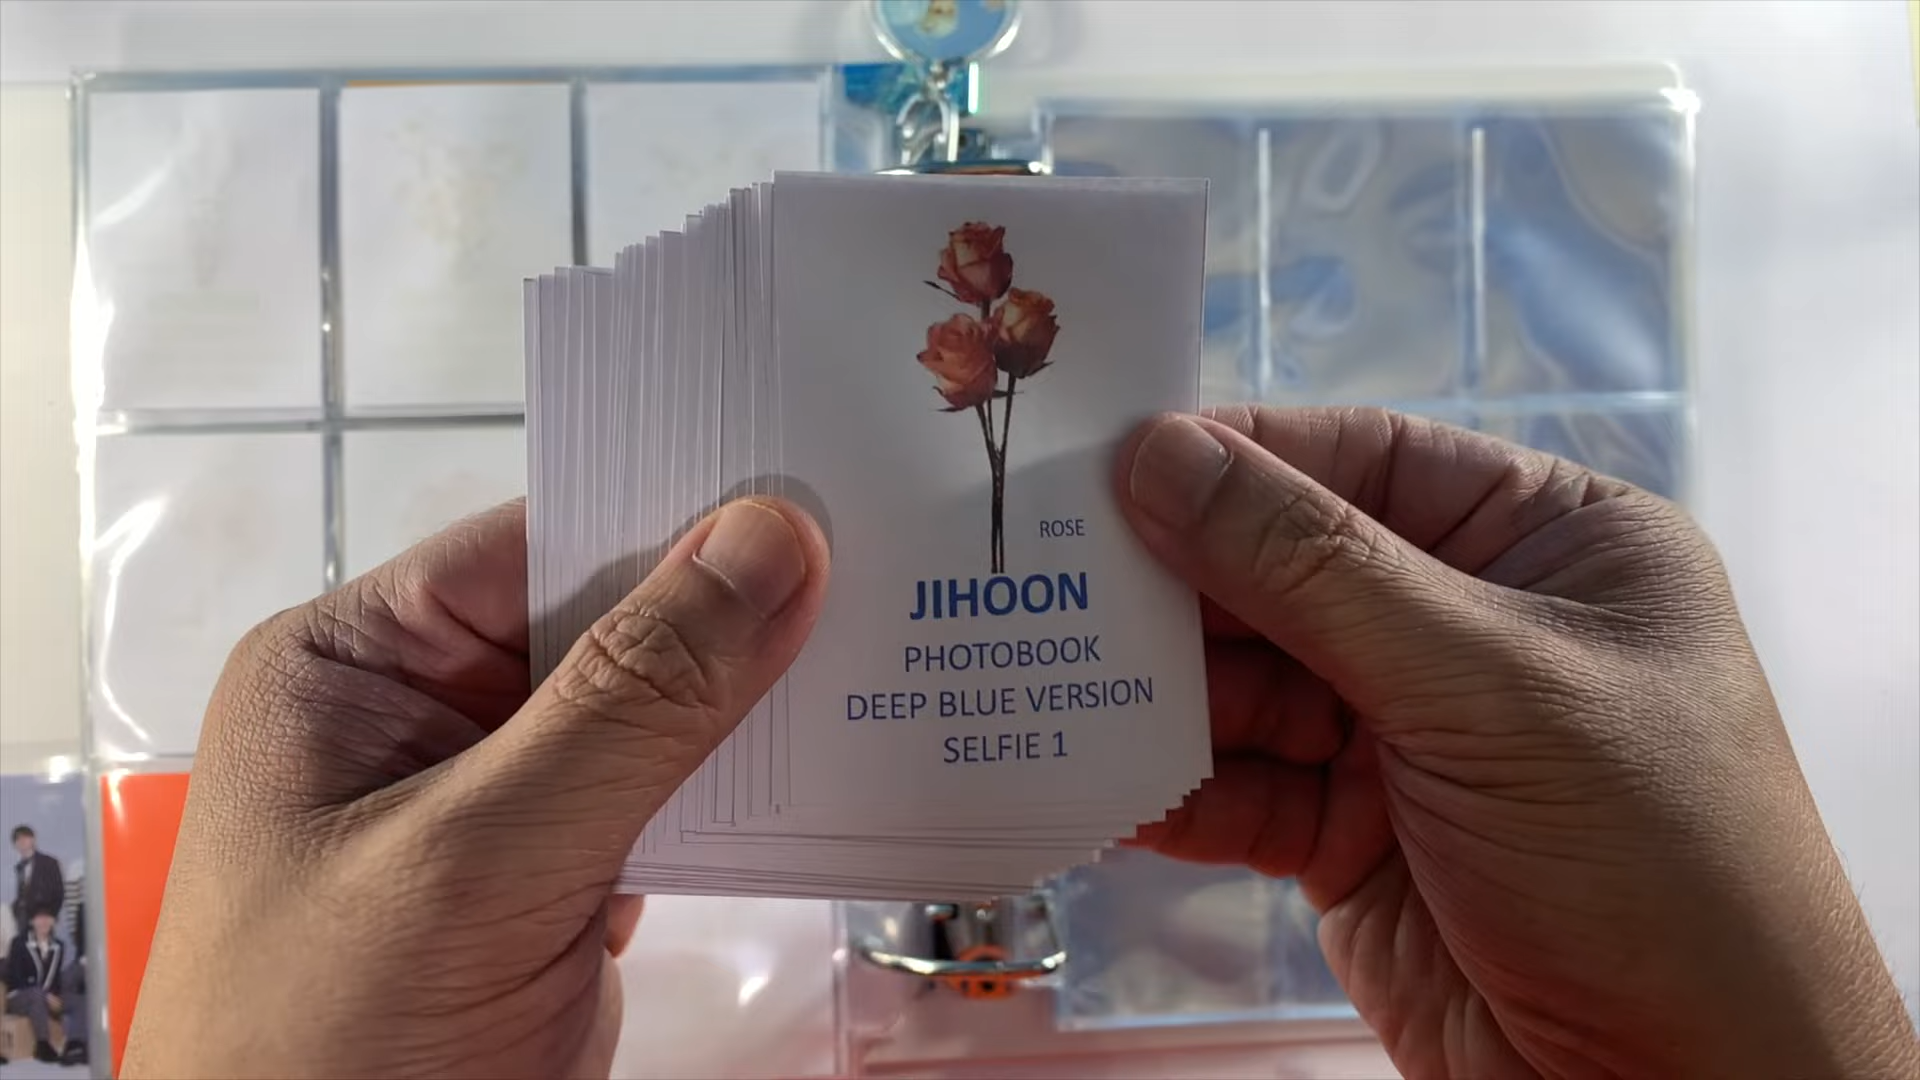 ROSE
JIHOON
PHOTOBOOK
DEEP BLUE VERSION
SELFIE 1